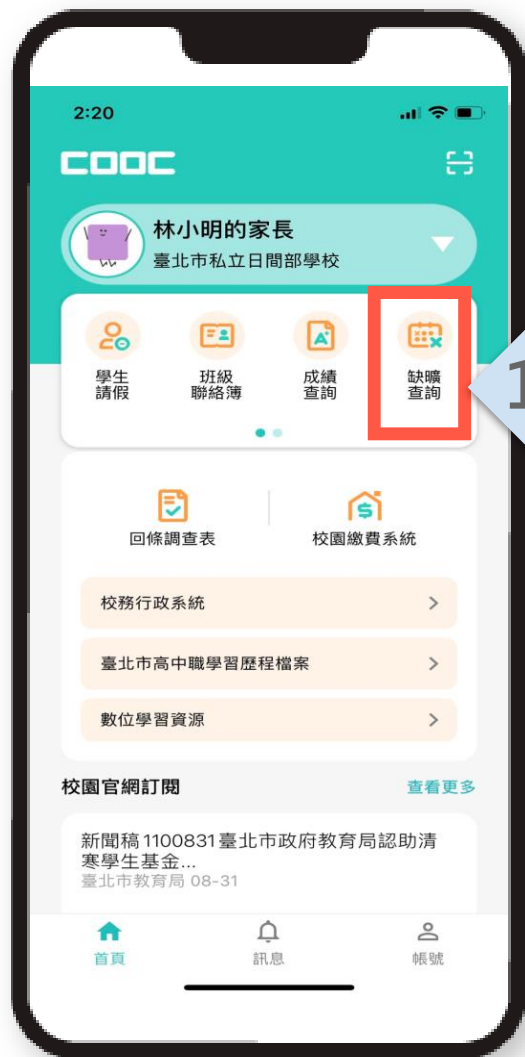 2:20
COOC
林小明的家長
臺北市私立日間部學校
學生
請假
班級
聯絡簿
成績
查詢
缺曠
查詢
1
回條調查表
校園繳費系統
校務行政系統
臺北市高中職學習歷程檔案
數位學習資源
校園官網訂閱
查看更多
新聞稿1100831臺北市政府教育局認助清
寒學生基金...
臺北市教育局 08-31
首頁
訊息
帳號